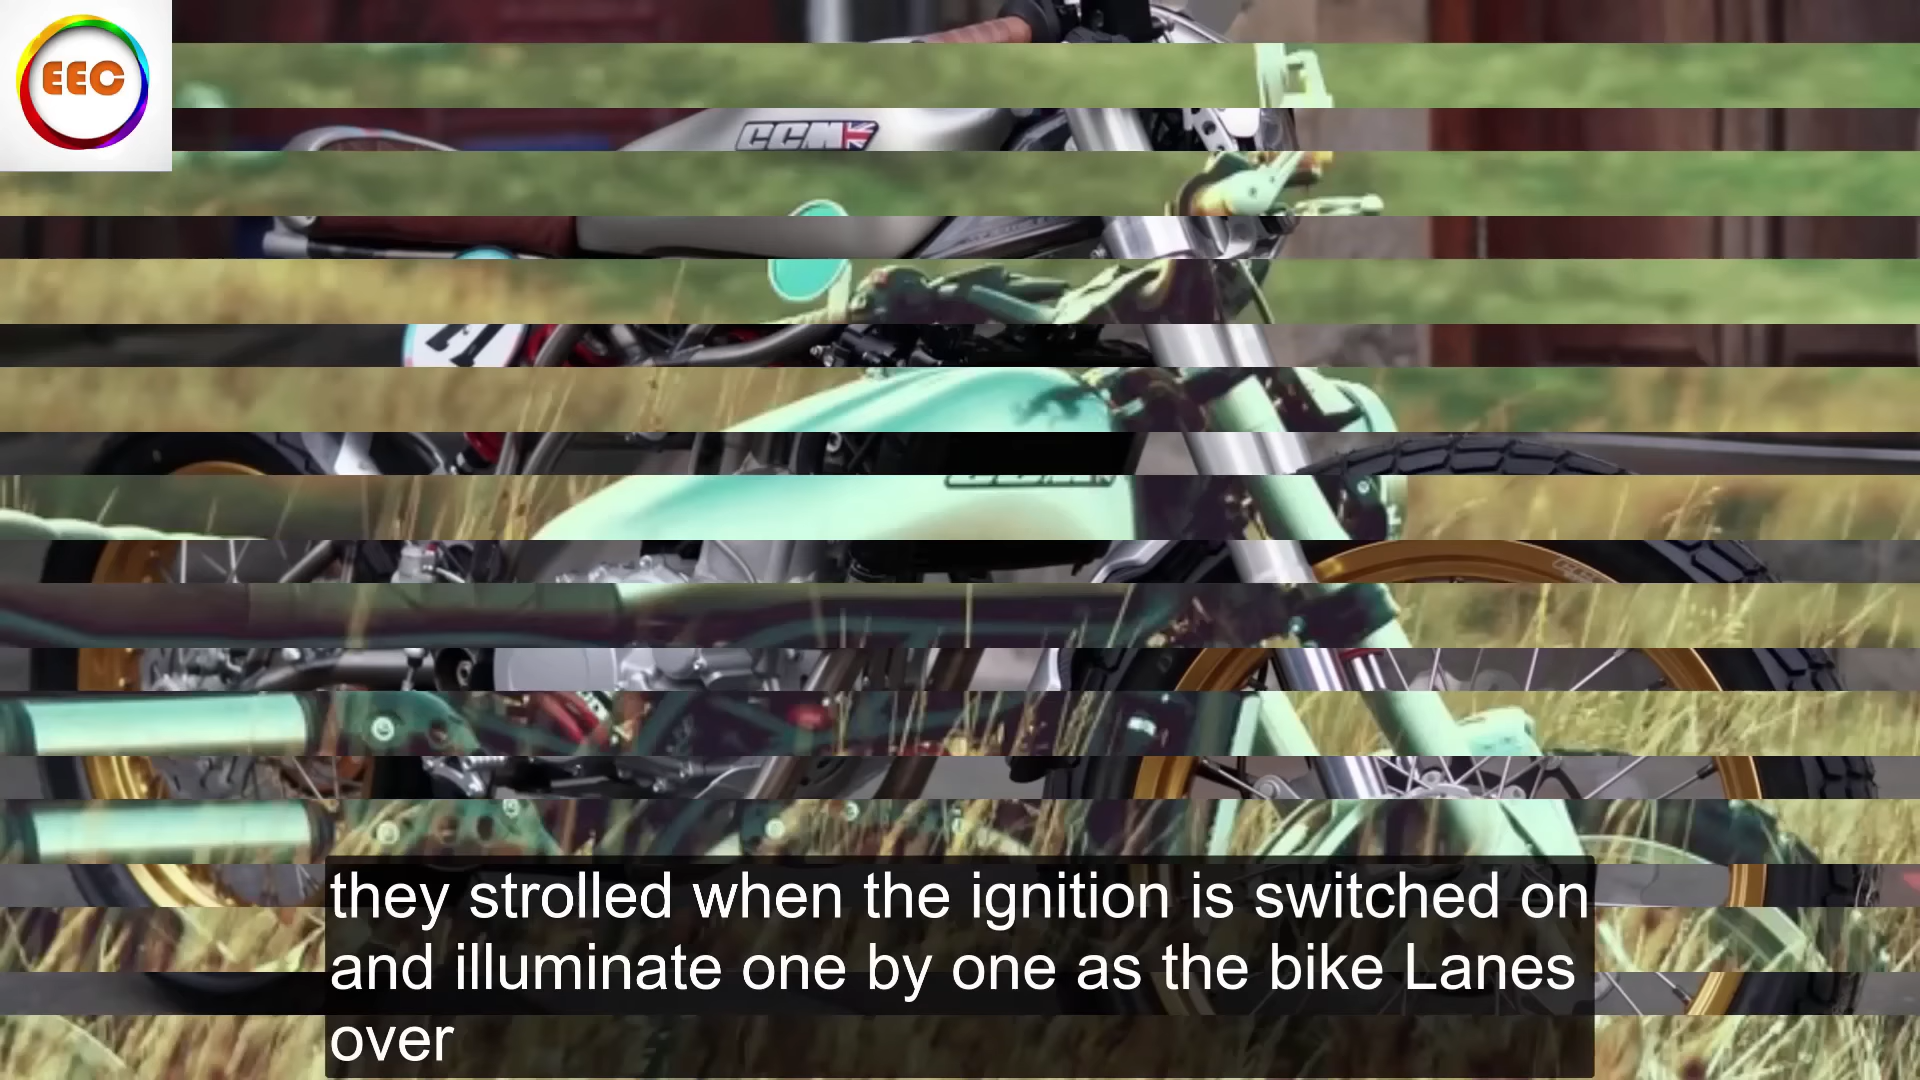 EEC
CCM
they strolled when the ignition is switched on
and illuminate one by one as the bike Lanes
over